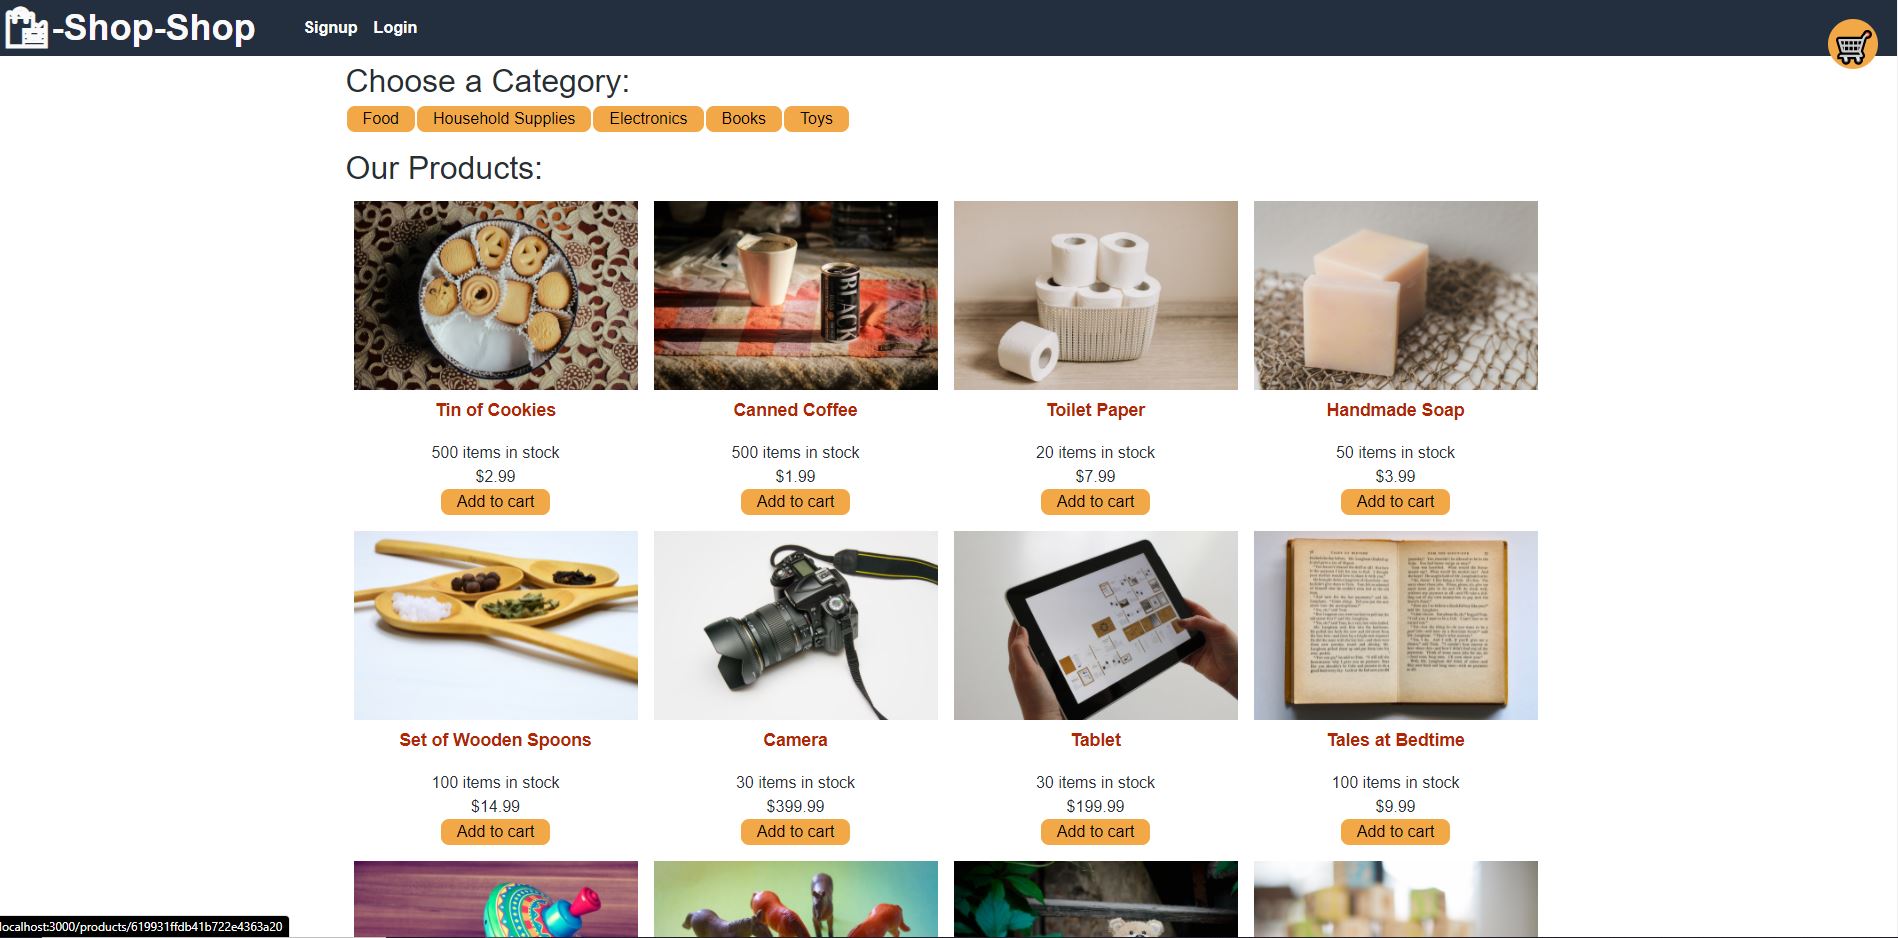 -Shop-Shop
Signup Login
Choose a Category:
Food Household Supplies Electronics Books Toys
Our Products:
BLACK
Tin of Cookies Canned Coffee Toilet Paper Handmade Soap
500 items in stock 500 items in stock 20 items in stock 50 items in stock
$2.99 $1.99 $7.99 $3.99
Add to cart Add to cart Add to cart Add to cart
Set of Wooden Spoons Camera Tablet Tales at Bedtime
100 items in stock 30 items in stock 30 items in stock 100 items in stock
$14.99 $399.99 $199.99 $9.99
Add to cart Add to cart Add to cart Add to cart
localhost:3000/products/619931ffdb41b722e4363a20